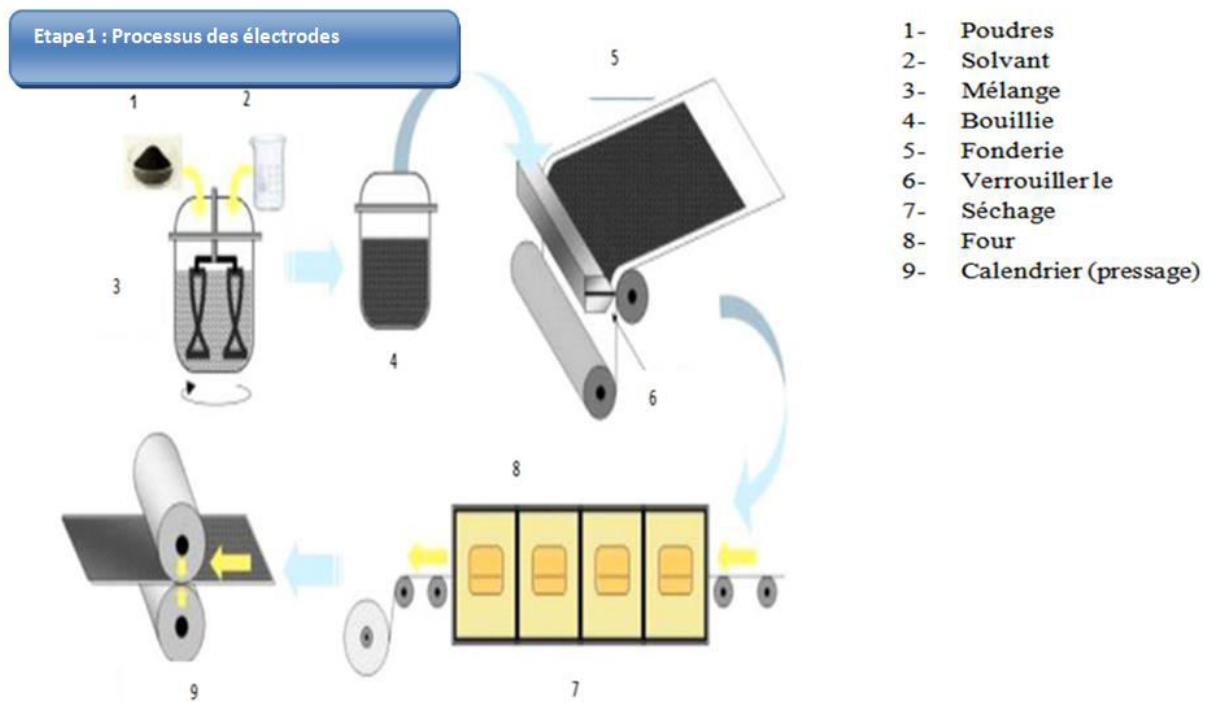 Etape1 : Processus des électrodes
1
2
3
4
5
6
8
7
9
1- Poudres
2- Solvant
3- Mélange
4- Bouillie
5- Fonderie
6- Verrouiller le
7- Séchage
8- Four
9- Calendrier (pressage)